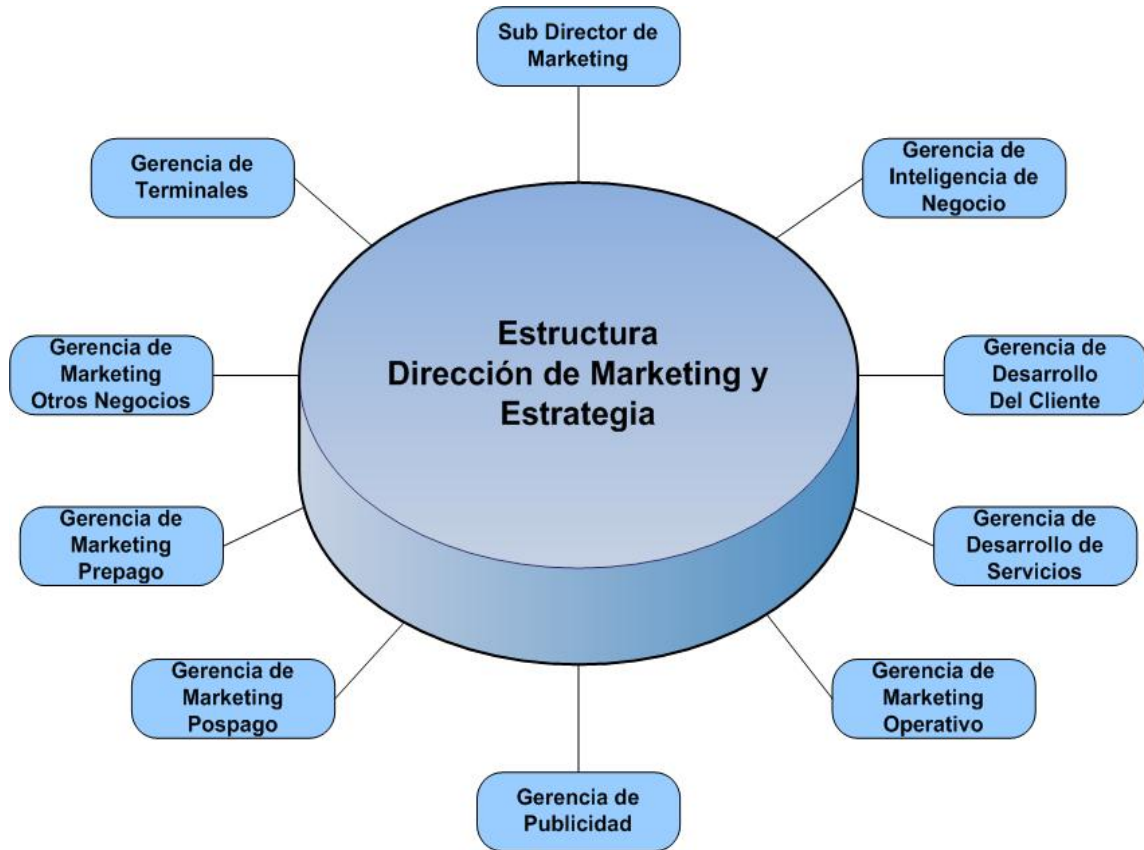 Sub Director de
Marketing
Gerencia de
Terminales
Gerencia de
Inteligencia de
Negocio
Estructura
Dirección de Marketing y
Estrategia
Gerencia de
Marketing
Otros Negocios
Gerencia de
Desarrollo
Del Cliente
Gerencia de
Marketing
Prepago
Gerencia de
Desarrollo de
Servicios
Gerencia de
Marketing
Pospago
Gerencia de
Marketing
Operativo
Gerencia de
Publicidad